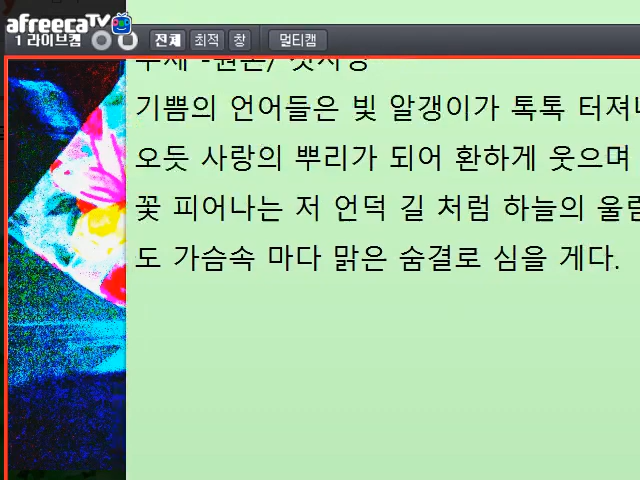 afreecaTV
1 라이브캠 전체 최적 창 멀티캠
기쁨의 언어들은 빛 알갱이가 톡톡
오듯 사랑의 뿌리가 되어 환하게 웃으며
꽃 피어나는 저 언덕 길 처럼 하늘의
도 가슴속 마다 맑은 숨결로 심을 게다.